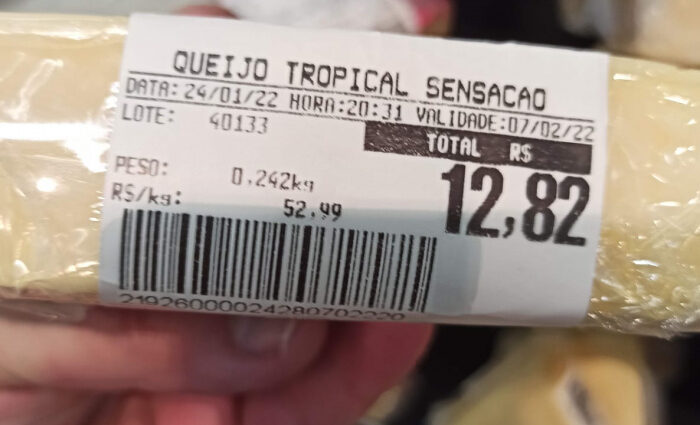 QUEIJO TROPICAL SENSACAO
DATA:24/01/22 HORA:20:31 VALIDADE:07/02/22
LOTE: 40133
TOTAL R$
12,82
PESO: 0.242kg
R$/kg: 52.99